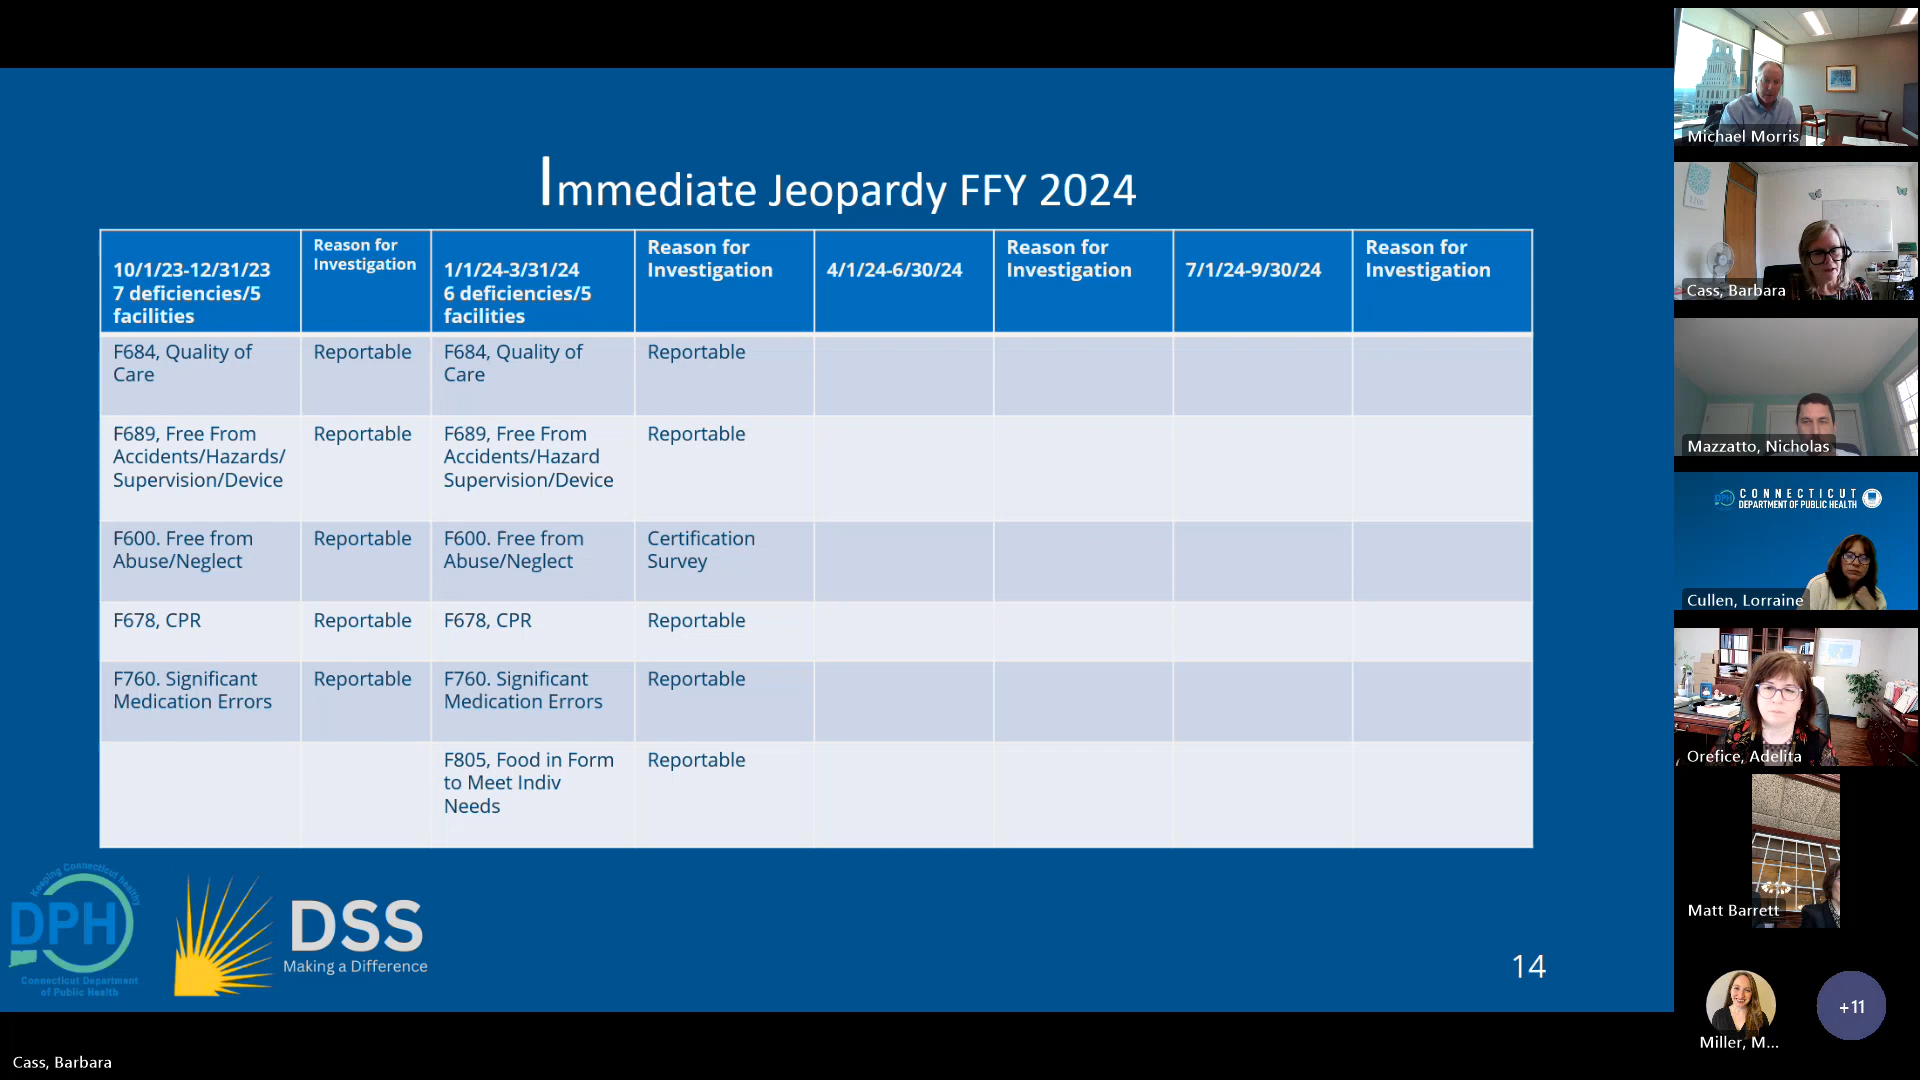 Immediate Jeopardy FFY 2024
10/1/23-12/31/23
7 deficiencies/5
facilities
Reason for
Investigation
1/1/24-3/31/24
6 deficiencies/5
facilities
Reason for
Investigation
4/1/24-6/30/24
Reason for
Investigation
7/1/24-9/30/24
Reason for
Investigation
F684, Quality of
Care
Reportable
F684, Quality of
Care
Reportable
F689, Free From
Accidents/Hazards/
Supervision/Device
Reportable
F689, Free From
Accidents/Hazard
Supervision/Device
Reportable
F600. Free from
Abuse/Neglect
Reportable
F600. Free from
Abuse/Neglect
Certification
Survey
F678, CPR
Reportable
F678, CPR
Reportable
F760. Significant
Medication Errors
Reportable
F760. Significant
Medication Errors
Reportable
F805, Food in Form
to Meet Indiv
Needs
Reportable
Keeping Connecticut healthy
DPH
Connecticut Department
of Public Health
DSS
Making a Difference
14
Cass, Barbara
Michael Morris
Cass, Barbara
Mazzatto, Nicholas
DPH
CONNECTICUT
DEPARTMENT OF PUBLIC HEALTH
Cullen, Lorraine
Orefice, Adelita
Matt Barrett
Miller, M...
+11